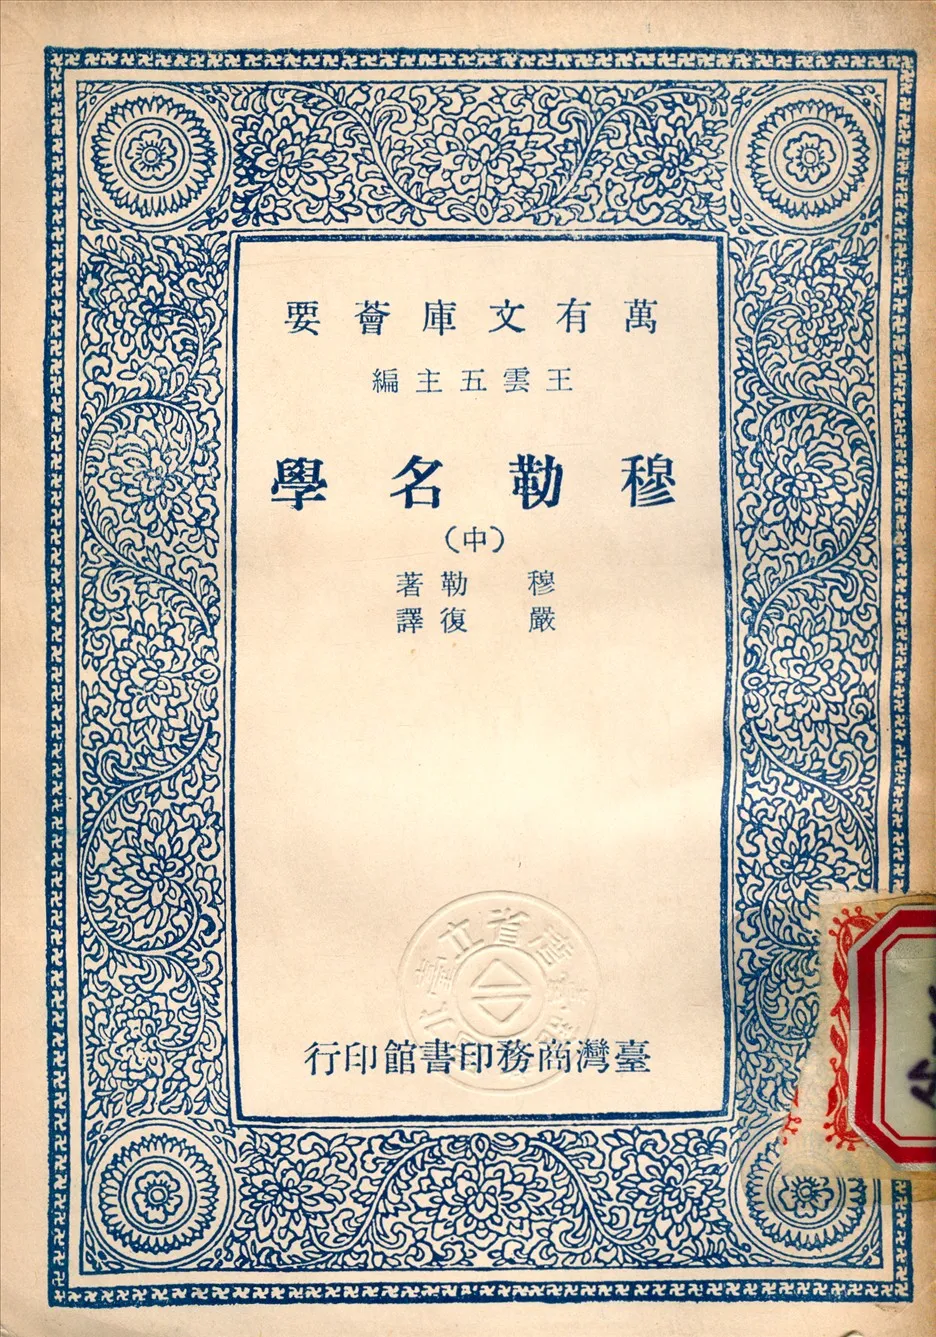 萬有文庫薈要
王雲五主編
穆勒名學
(中)
穆勒著
嚴復譯
臺灣商務印書館印行